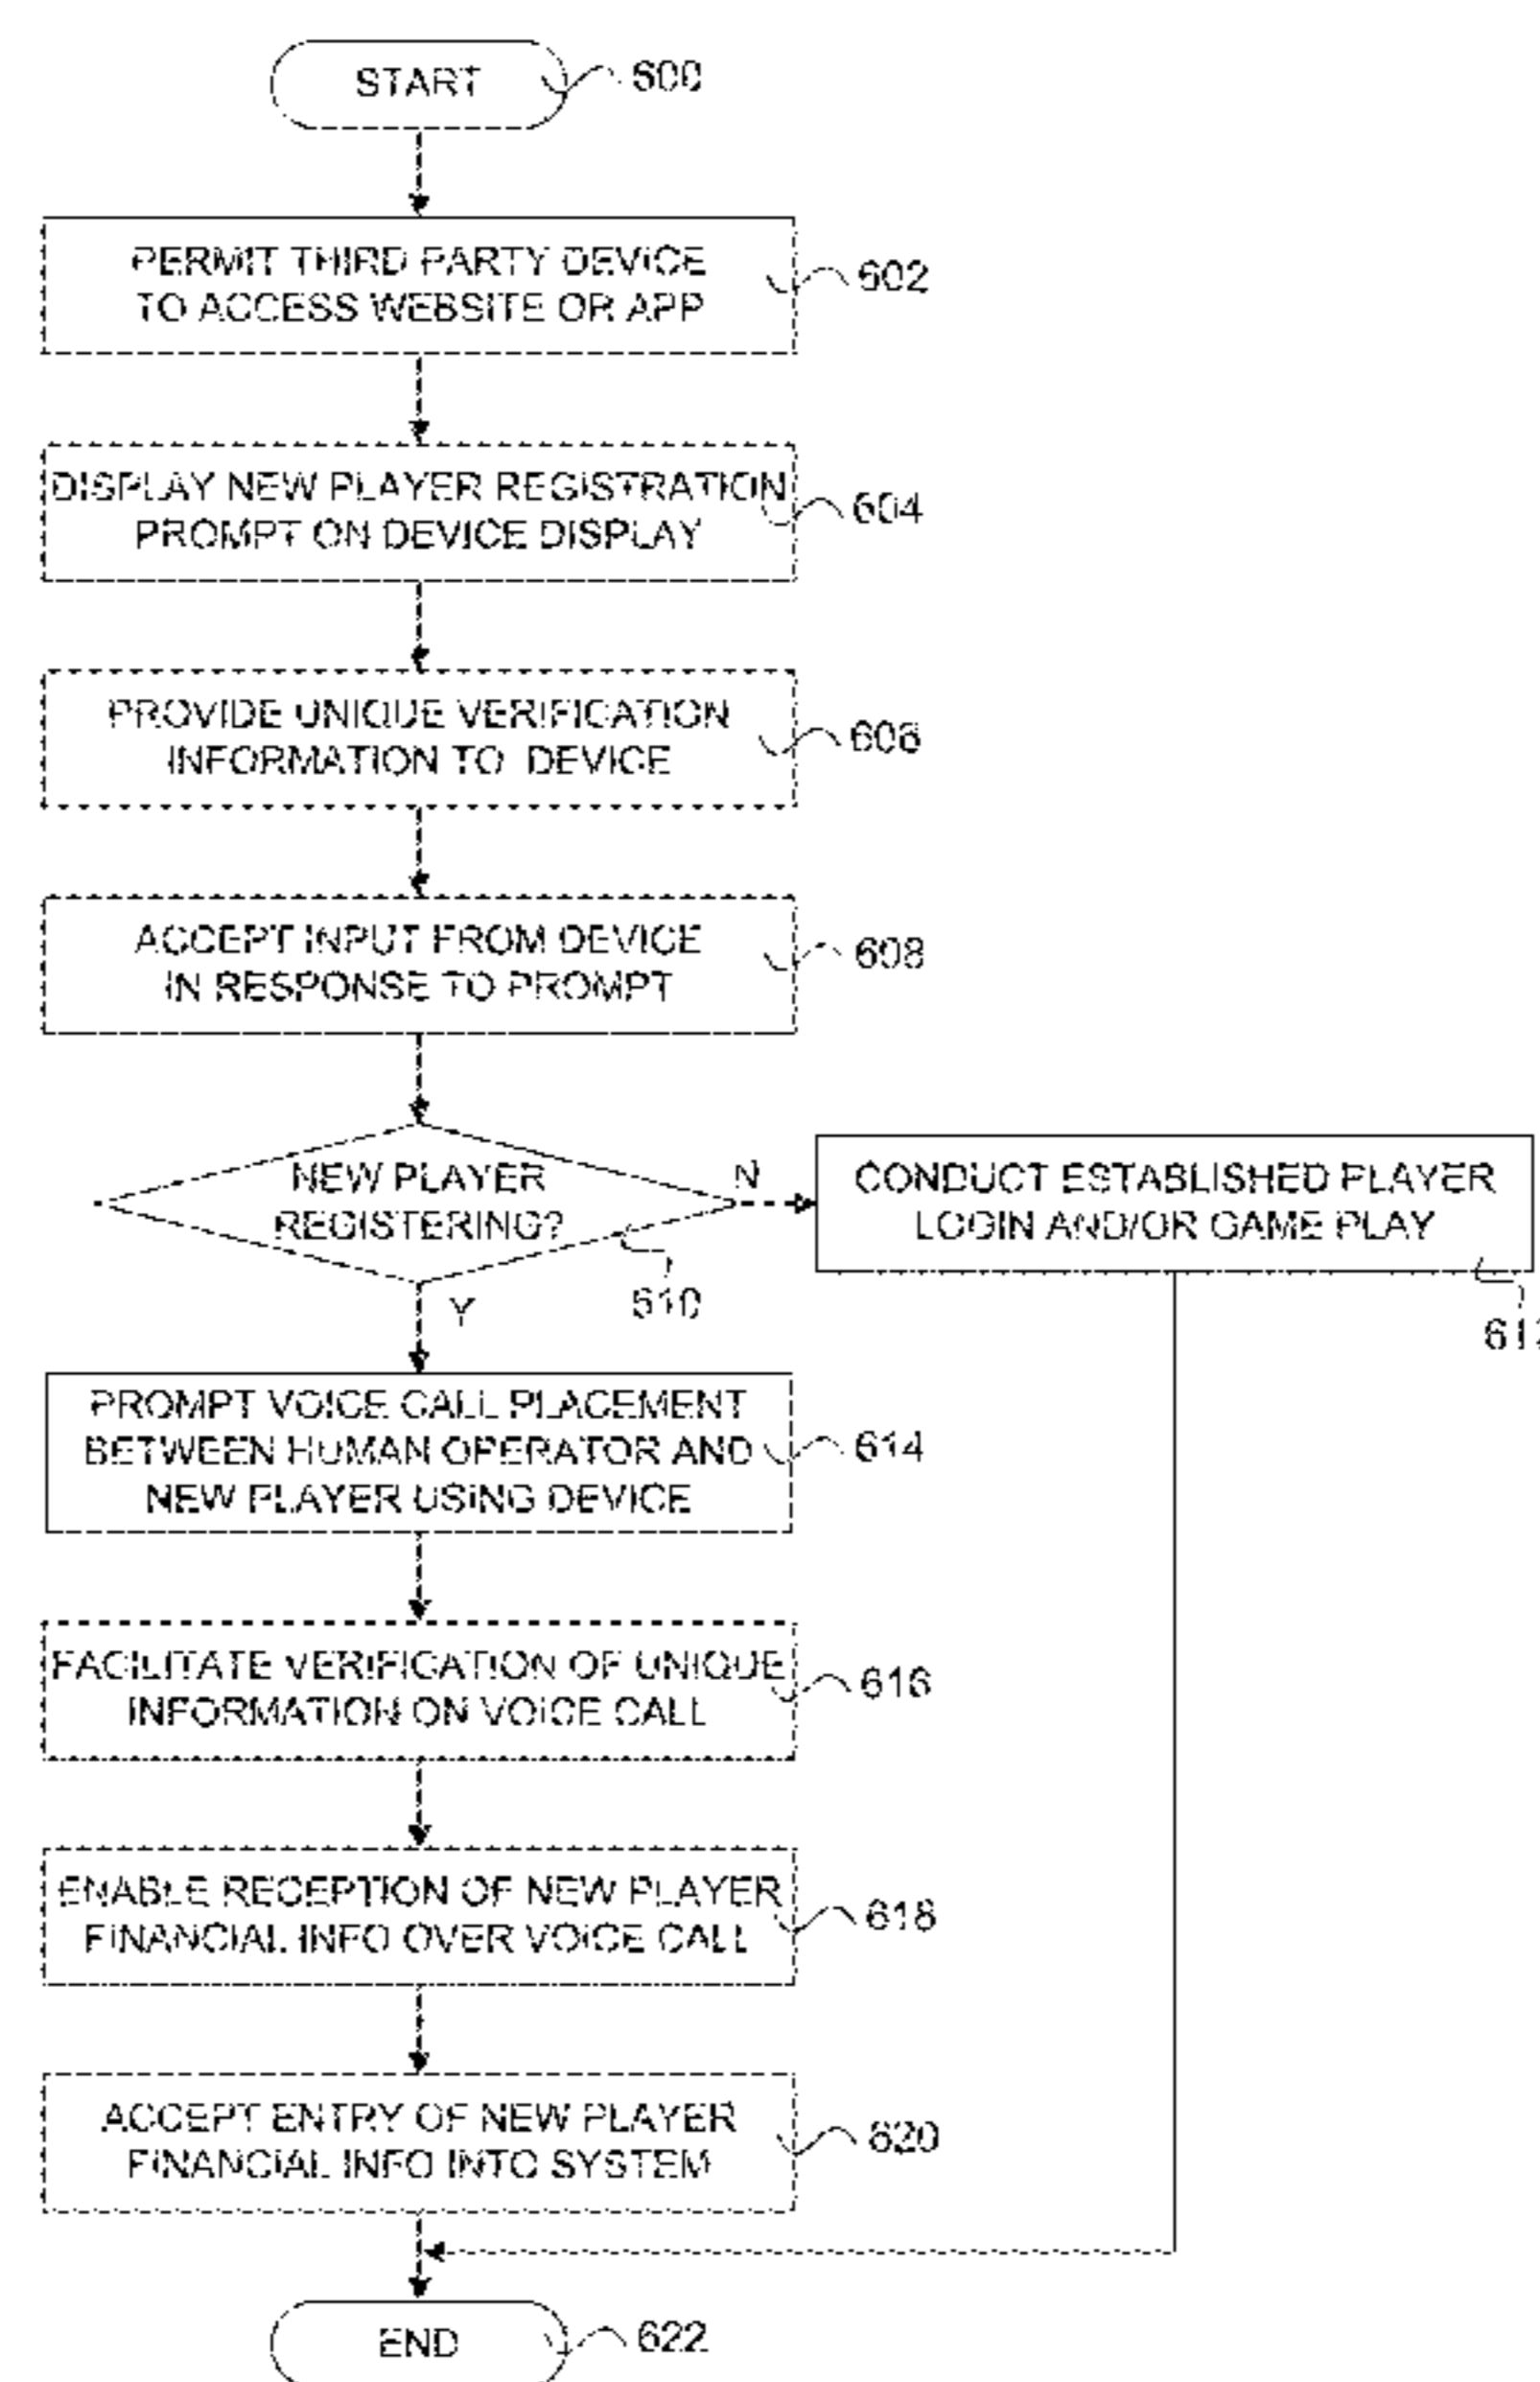 START
600
PERMIT THIRD PARTY DEVICE
TO ACCESS WEBSITE OR APP
602
DISPLAY NEW PLAYER REGISTRATION
PROMPT ON DEVICE DISPLAY
604
PROVIDE UNIQUE VERIFICATION
INFORMATION TO DEVICE
606
ACCEPT INPUT FROM DEVICE
IN RESPONSE TO PROMPT
608
NEW PLAYER
REGISTERING?
610
N
CONDUCT ESTABLISHED PLAYER
LOGIN AND/OR GAME PLAY
Y
PROMPT VOICE CALL PLACEMENT
BETWEEN HUMAN OPERATOR AND
NEW PLAYER USING DEVICE
614
FACILITATE VERIFICATION OF UNIQUE
INFORMATION ON VOICE CALL
616
ENABLE RECEPTION OF NEW PLAYER
FINANCIAL INFO OVER VOICE CALL
618
ACCEPT ENTRY OF NEW PLAYER
FINANCIAL INFO INTO SYSTEM
620
END
622